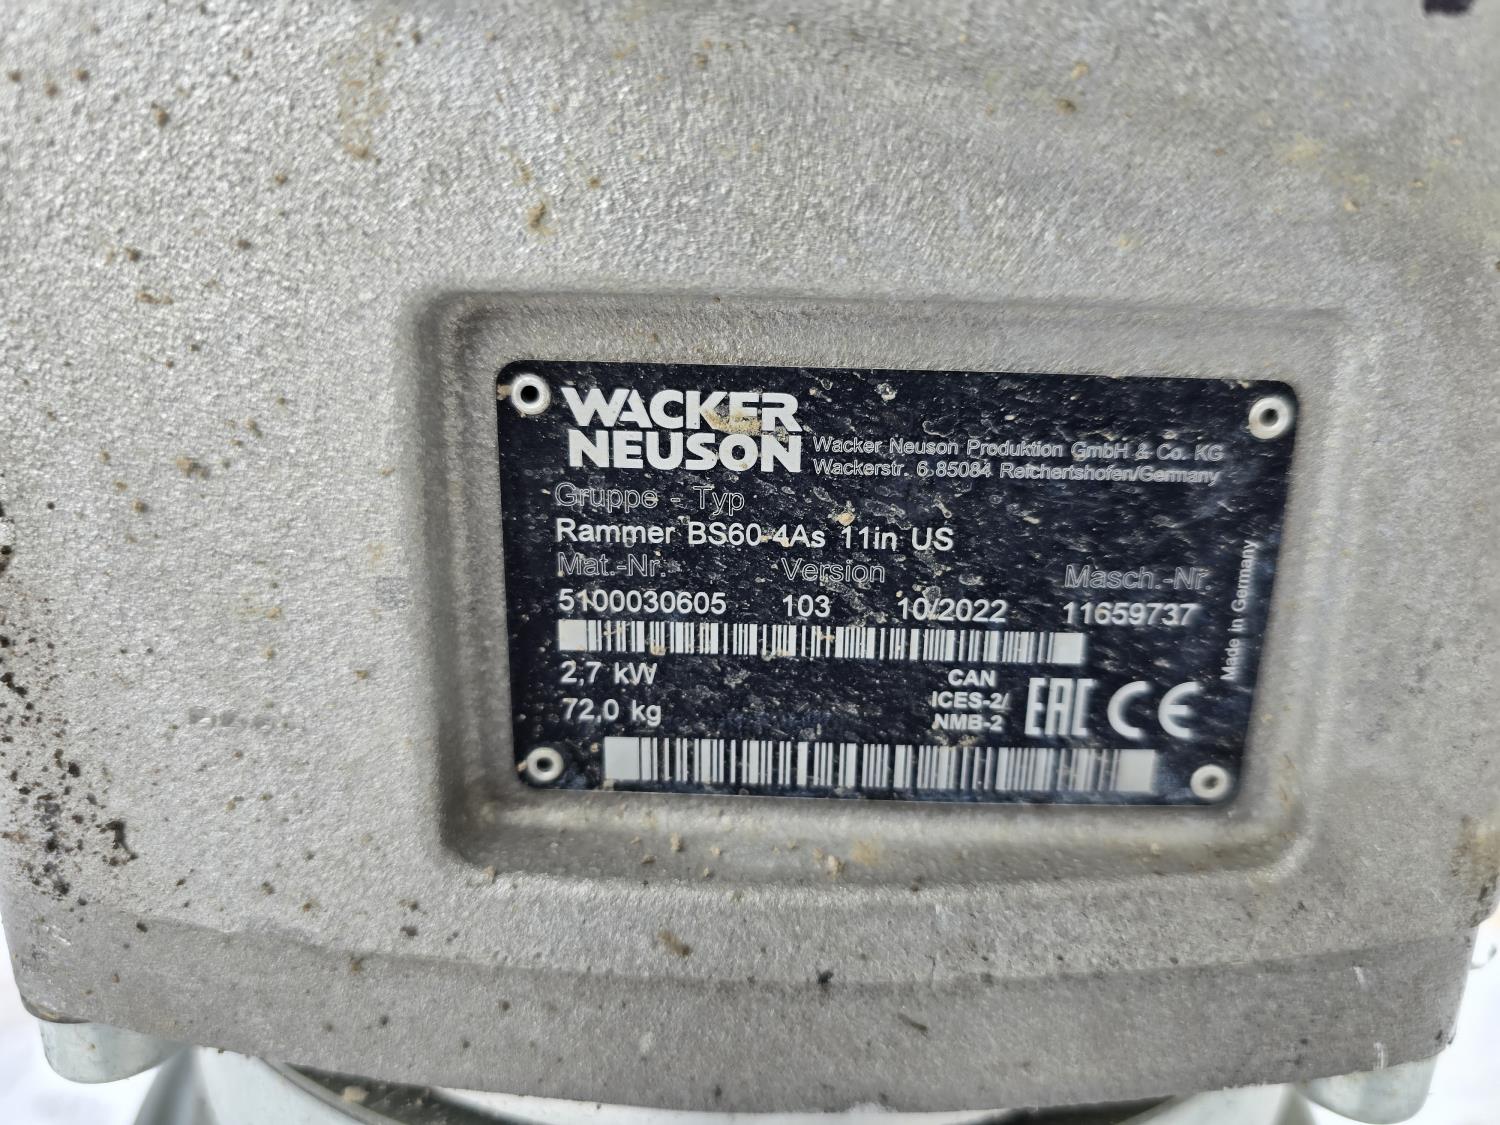 WACKER
NEUSON
Wacker Neuson Produktion GmbH & Co. KG
Wackerstr. 6 85084 Reichertshofen/Germany
Gruppe - Typ
Rammer BS60-4As 11in US
Mat.-Nr. Version Masch.-Nr.
5100030605 103 10/2022 11659737
2,7 kW
72,0 kg
CAN
ICES-2/
NMB-2
EAC CE
Made in Germany